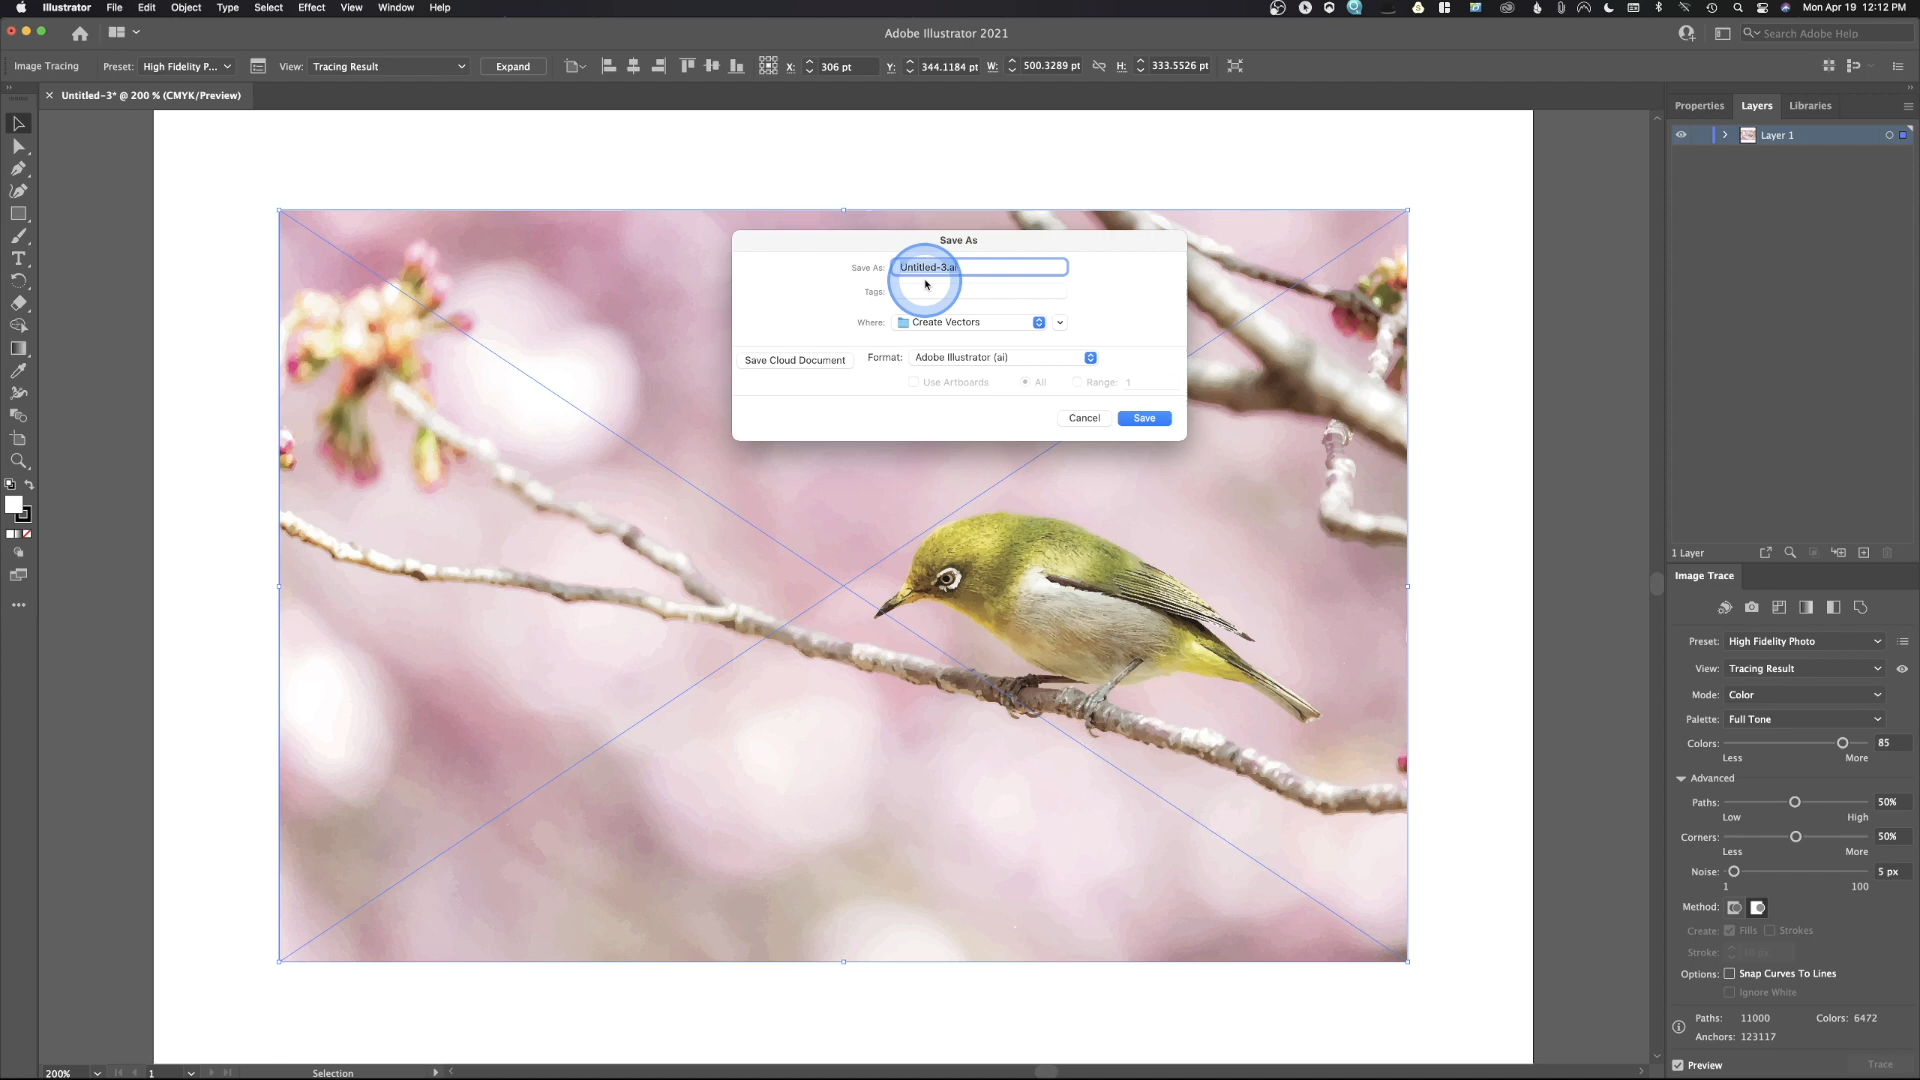 Illustrator File Edit Object Type Select Effect View Window Help Mon Apr 19 12:12 PM
Adobe Illustrator 2021 Search Adobe Help
Image Tracing Preset: High Fidelity P... View: Tracing Result Expand X: 306 pt Y: 344.1184 pt W: 500.3289 pt H: 333.5526 pt
Untitled-3* @ 200 % (CMYK/Preview)
Properties Layers Libraries
Layer 1
Save As
Save As: Untitled-3.ai
Tags:
Where: Create Vectors
Save Cloud Document Format: Adobe Illustrator (ai)
Use Artboards All Range: 1
Cancel Save
1 Layer
Image Trace
Preset: High Fidelity Photo
View: Tracing Result
Mode: Color
Palette: Full Tone
Colors: 85
Less More
Advanced
Paths: 50%
Low High
Corners: 50%
Less More
Noise: 5 px
1 100
Method:
Create: Fills Strokes
Stroke: 10 px
Options: Snap Curves To Lines
Ignore White
Paths: 11000 Colors: 6472
Anchors: 123117
Preview Trace
200% 1 Selection